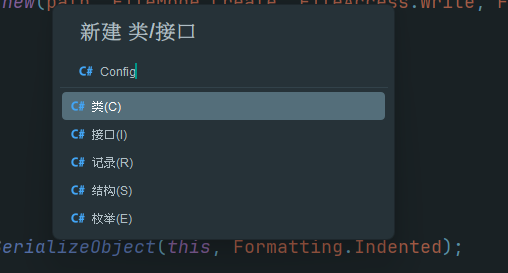 new(path, FileMode.Create, FileAccess.Write, F
新建 类/接口
C# Config
C# 类(C)
C# 接口(I)
C# 记录(R)
C# 结构(S)
C# 枚举(E)
SerializeObject(this, Formatting.Indented);